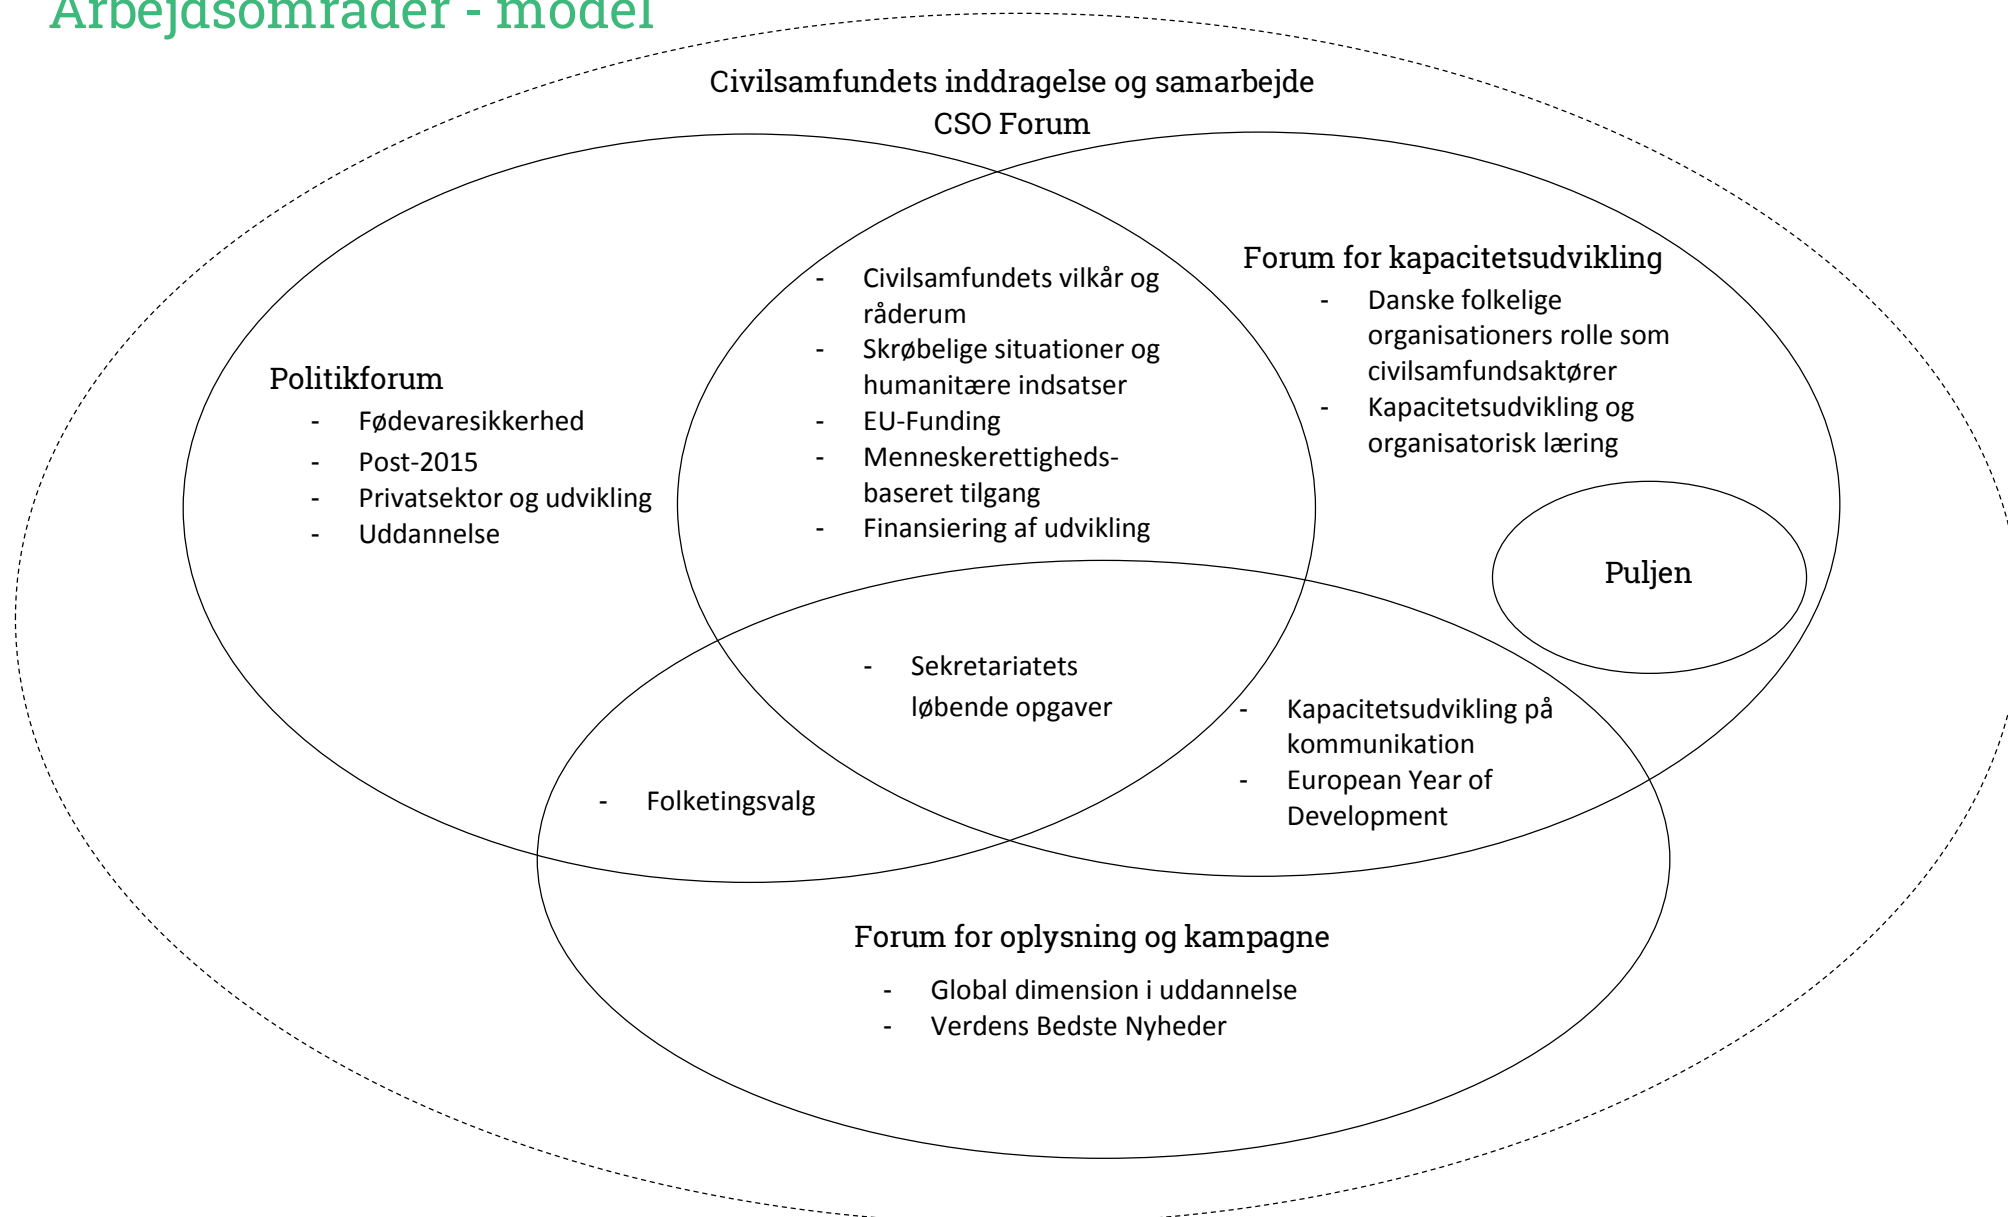 Arbejdsområder - model
Civilsamfundets inddragelse og samarbejde
CSO Forum
Politikforum
- Fødevaresikkerhed
- Post-2015
- Privatsektor og udvikling
- Uddannelse
- Civilsamfundets vilkår og
råderum
- Skrøbelige situationer og
humanitære indsatser
- EU-Funding
- Menneskerettigheds-
baseret tilgang
- Finansiering af udvikling
Forum for kapacitetsudvikling
- Danske folkelige
organisationers rolle som
civilsamfundsaktører
- Kapacitetsudvikling og
organisatorisk læring
Puljen
- Sekretariatets
løbende opgaver
- Folketingsvalg
- Kapacitetsudvikling på
kommunikation
- European Year of
Development
Forum for oplysning og kampagne
- Global dimension i uddannelse
- Verdens Bedste Nyheder